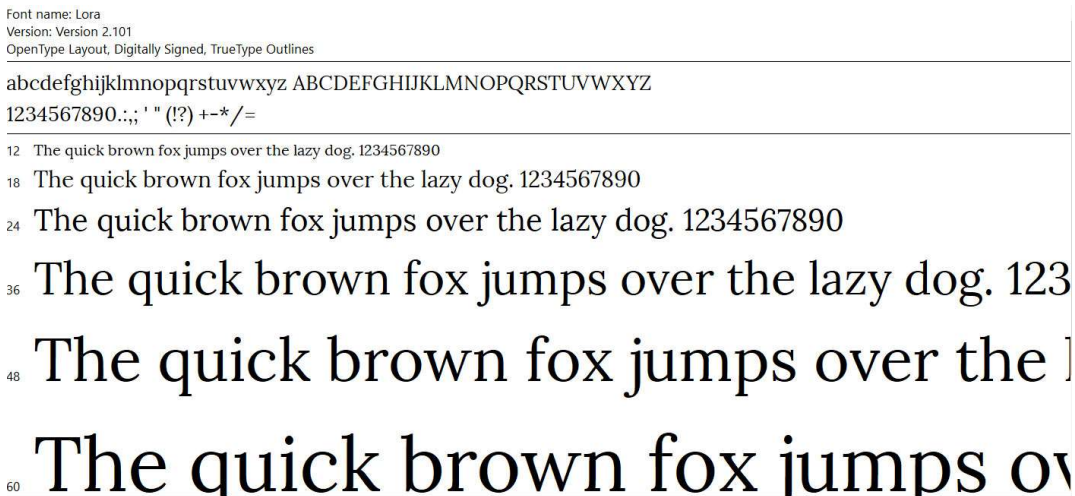 Font name: Lora
Version: Version 2.101
OpenType Layout, Digitally Signed, TrueType Outlines
abcdefghijklmnopqrstuvwxyz ABCDEFGHIJKLMNOPQRSTUVWXYZ
1234567890.:,; ' " (!?) +-*/=
12 The quick brown fox jumps over the lazy dog. 1234567890
18 The quick brown fox jumps over the lazy dog. 1234567890
24 The quick brown fox jumps over the lazy dog. 1234567890
36 The quick brown fox jumps over the lazy dog. 123
48 The quick brown fox jumps over the
60 The quick brown fox jumps ov